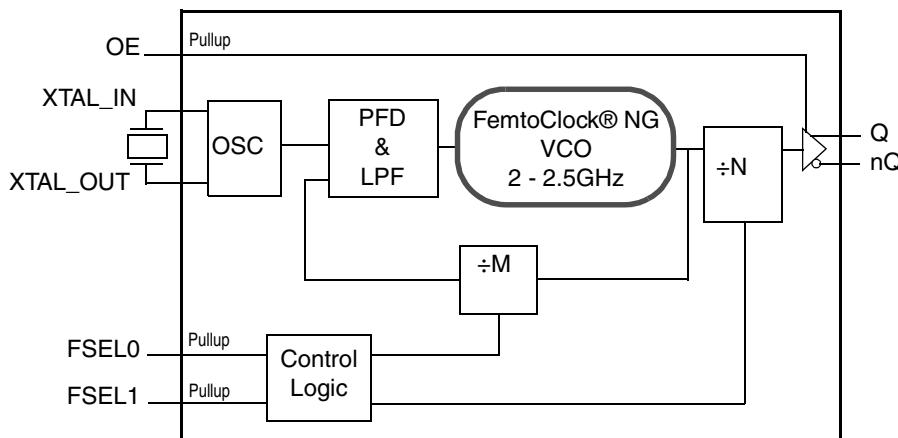 OE
Pullup
XTAL_IN
OSC
XTAL_OUT
PFD
&
LPF
FemtoClock® NG
VCO
2 - 2.5GHz
÷N
Q
nQ
÷M
FSEL0
Pullup
FSEL1
Pullup
Control
Logic